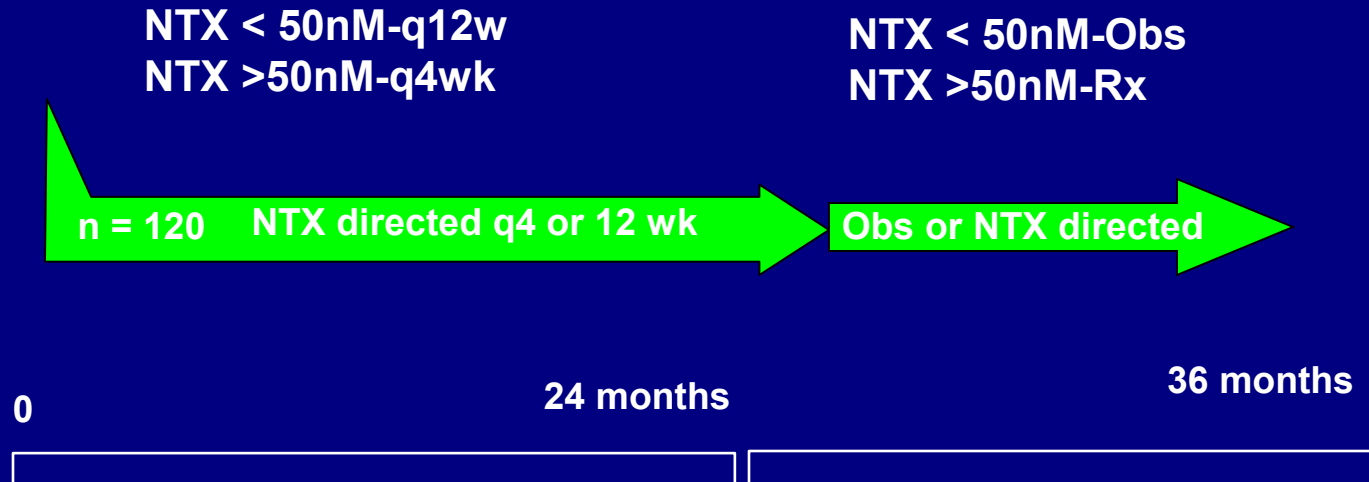 NTX < 50nM-q12w
NTX >50nM-q4wk
NTX < 50nM-Obs
NTX >50nM-Rx
n = 120 NTX directed q4 or 12 wk
Obs or NTX directed
0
24 months
36 months